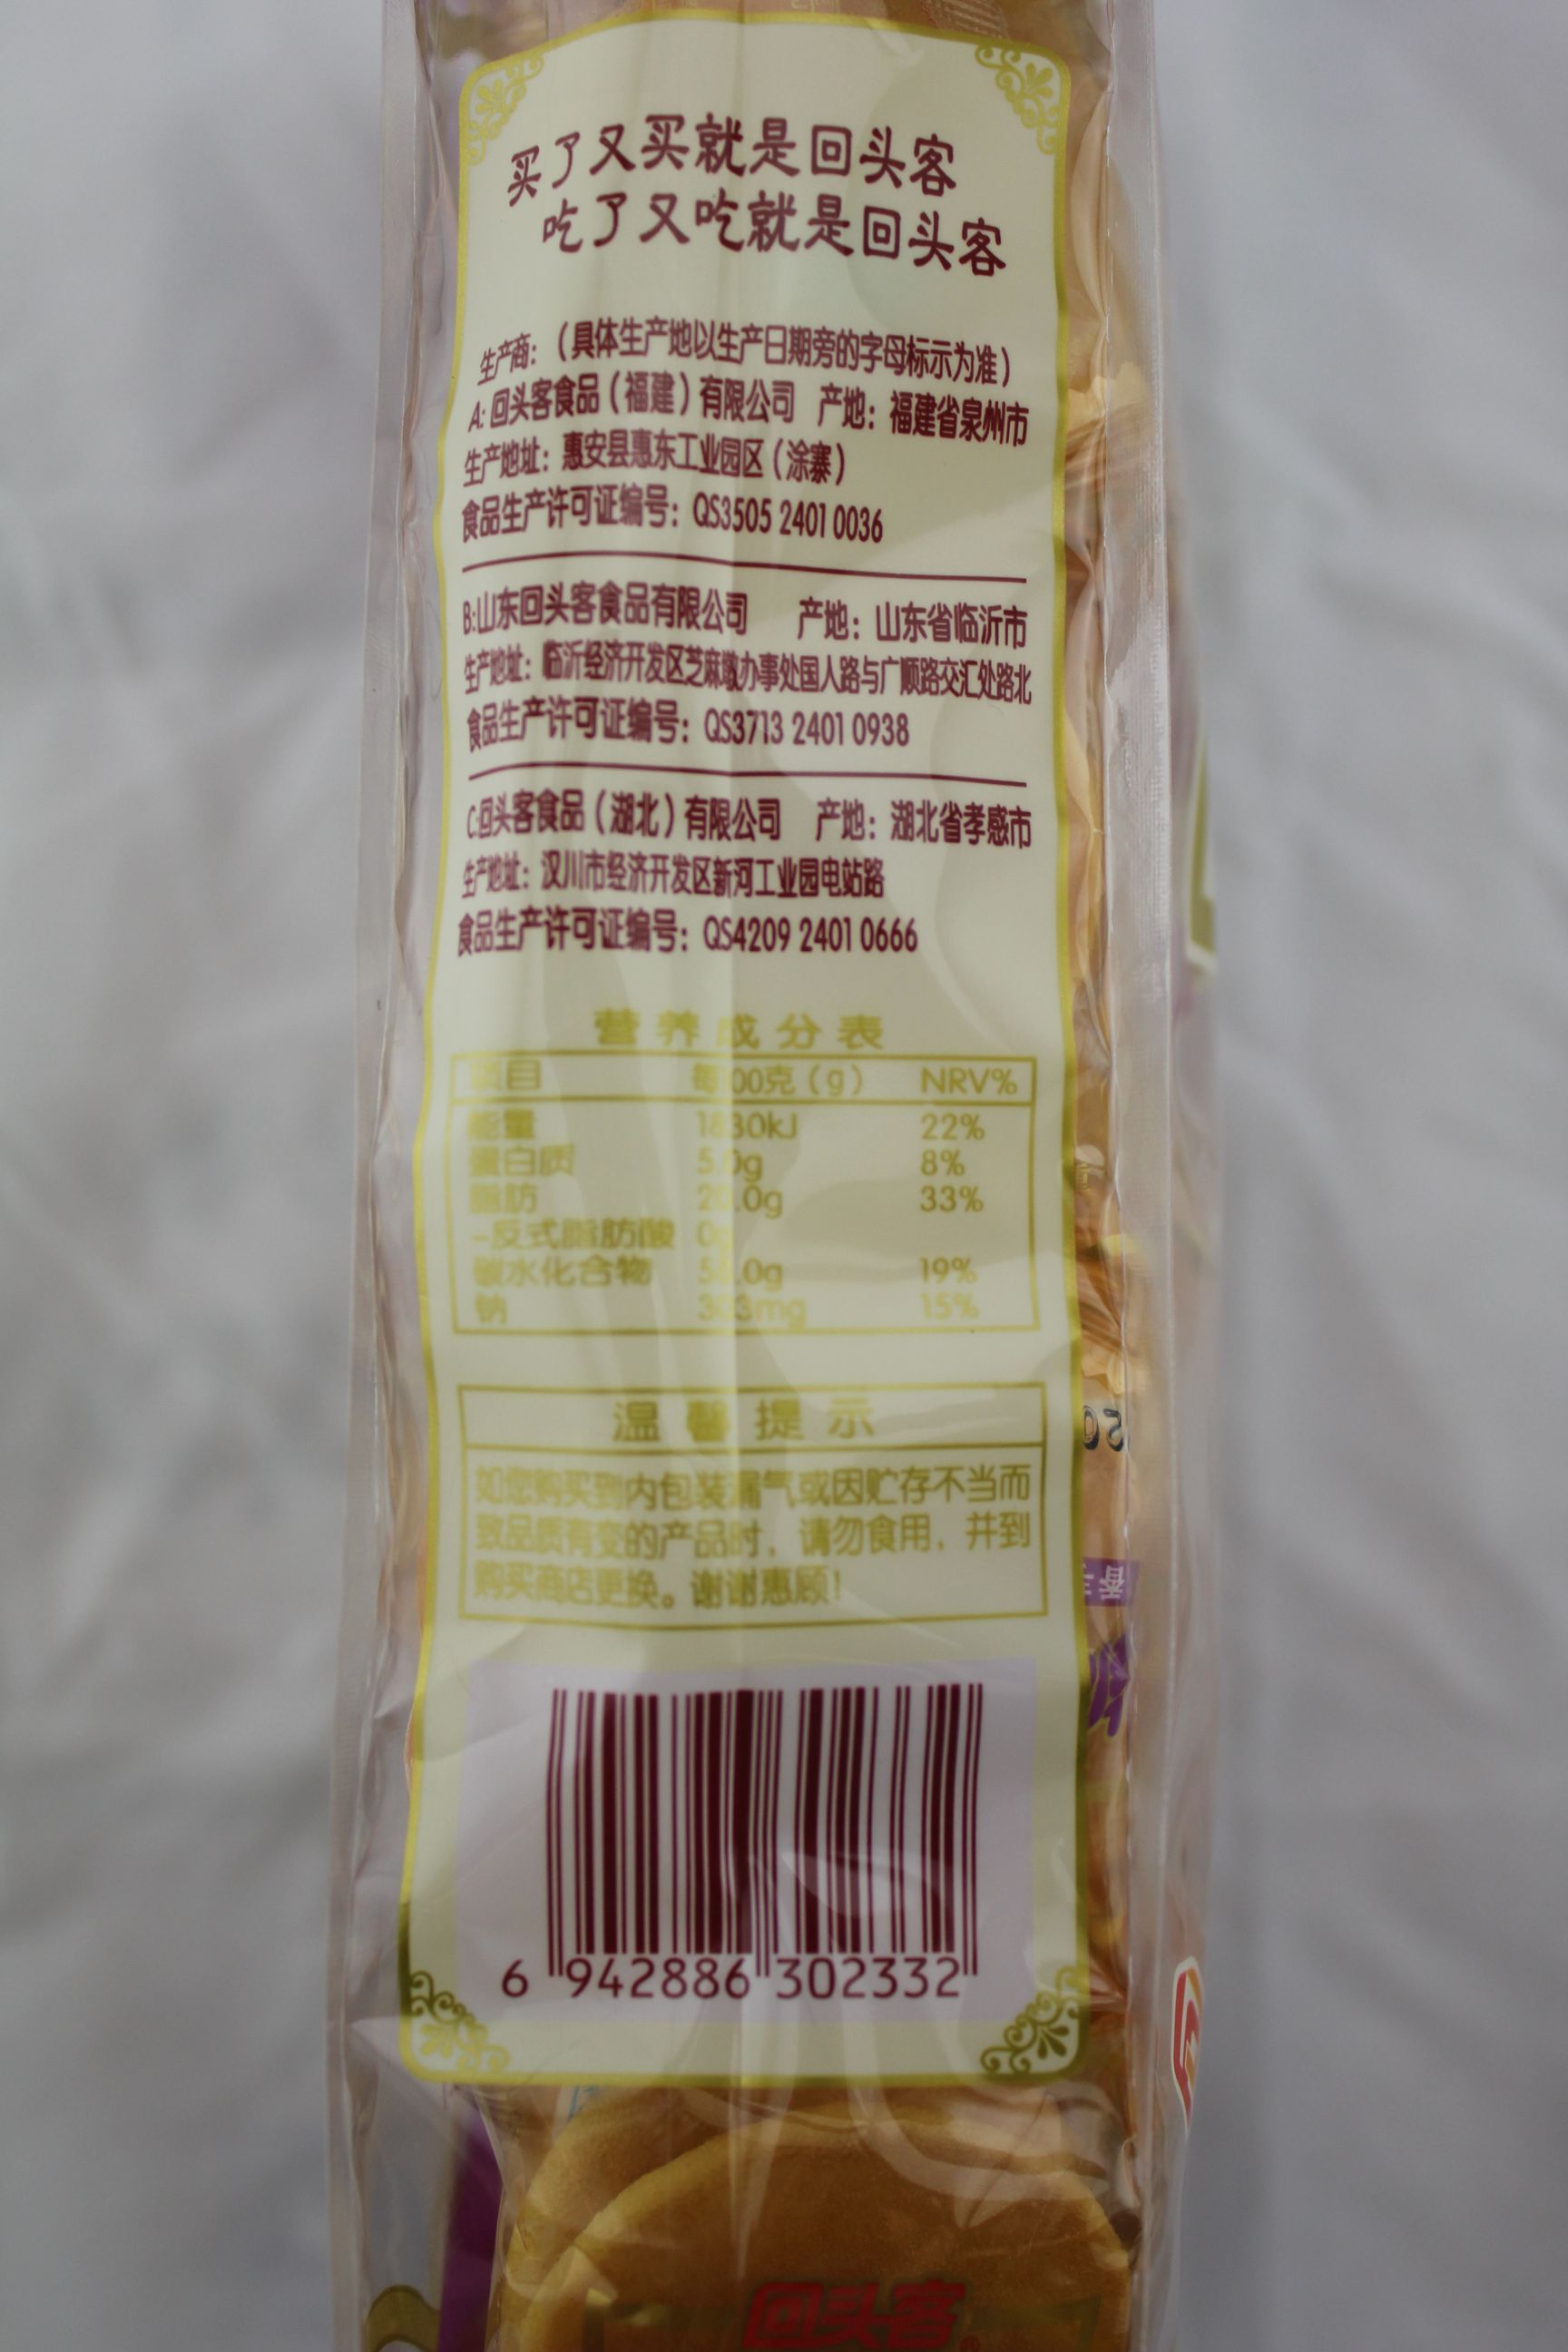 买了又买就是回头客
吃了又吃就是回头客
生产商：（具体生产地以生产日期旁的字母标示为准）
A: 回头客食品（福建）有限公司 产地：福建省泉州市
生产地址：惠安县惠东工业园区（涂寨）
食品生产许可证编号：QS3505 2401 0036
B:山东回头客食品有限公司 产地：山东省临沂市
生产地址：临沂经济开发区芝麻墩办事处国人路与广顺路交汇处路北
食品生产许可证编号：QS3713 2401 0938
C:回头客食品（湖北）有限公司 产地：湖北省孝感市
生产地址：汉川市经济开发区新河工业园电站路
食品生产许可证编号：QS4209 2401 0666
营养成分表
项目 NRV%
能量 22%
蛋白质 8%
脂肪 33%
-反式脂肪酸
碳水化合物 19%
钠 15%
温馨提示
如您购买到内包装漏气或因贮存不当而
致品质有变的产品时，请勿食用，并到
购买商店更换。谢谢惠顾！
6 942886 302332
回头客